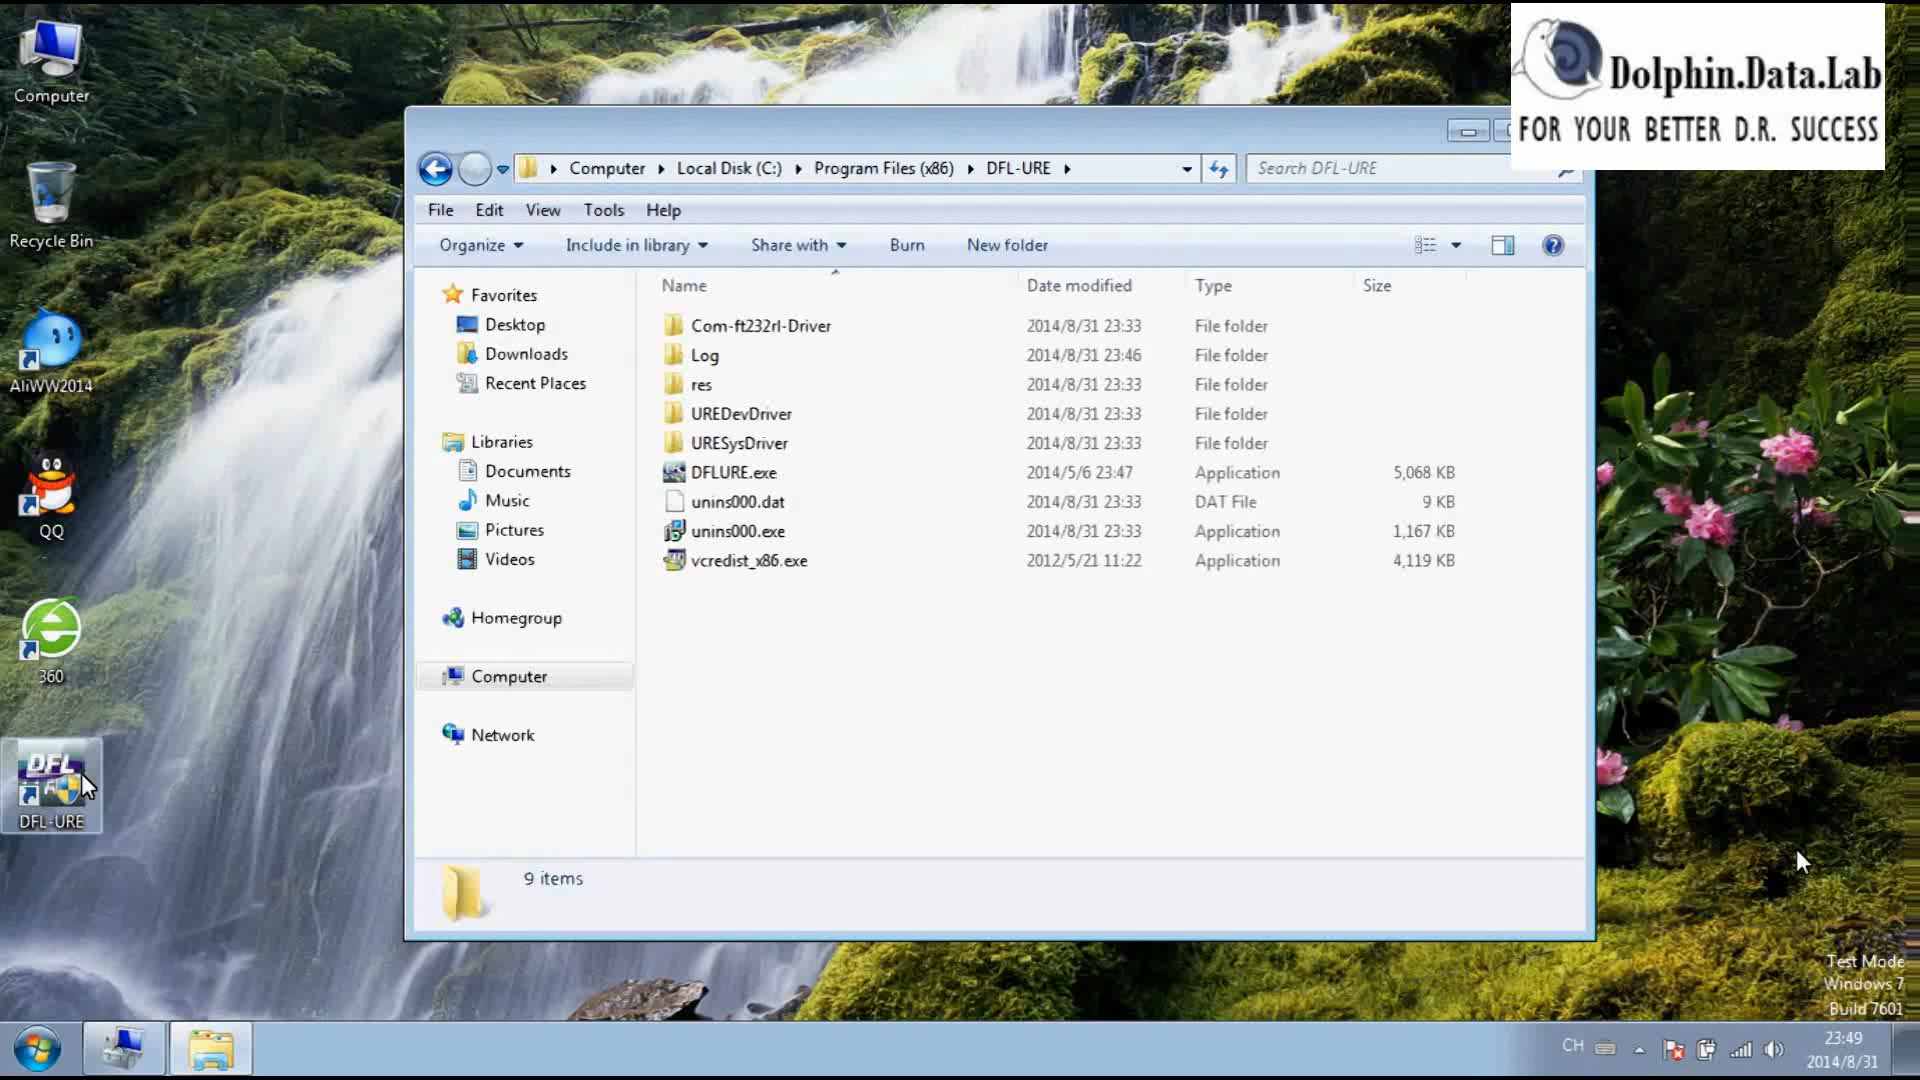 Computer
Recycle Bin
AliWW2014
QQ
360
DFL
DFL-URE
Dolphin.Data.Lab
FOR YOUR BETTER D.R. SUCCESS
Computer Local Disk (C:) Program Files (x86) DFL-URE
Search DFL-URE
File Edit View Tools Help
Organize Include in library Share with Burn New folder
Favorites
Desktop
Downloads
Recent Places
Libraries
Documents
Music
Pictures
Videos
Homegroup
Computer
Network
Name Date modified Type Size
Com-ft232rl-Driver 2014/8/31 23:33 File folder
Log 2014/8/31 23:46 File folder
res 2014/8/31 23:33 File folder
UREDevDriver 2014/8/31 23:33 File folder
URESysDriver 2014/8/31 23:33 File folder
DFLURE.exe 2014/5/6 23:47 Application 5,068 KB
unins000.dat 2014/8/31 23:33 DAT File 9 KB
unins000.exe 2014/8/31 23:33 Application 1,167 KB
vcredist_x86.exe 2012/5/21 11:22 Application 4,119 KB
9 items
Test Mode
Windows 7
Build 7601
CH
23:49
2014/8/31